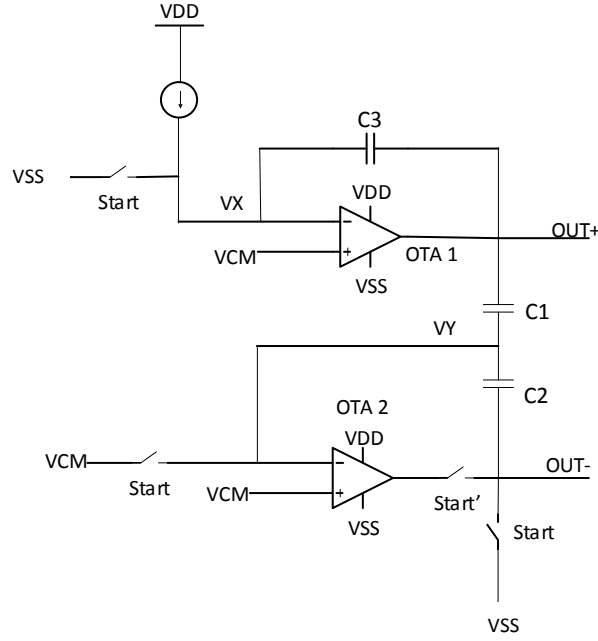 VDD
C3
VSS
Start
VX
VDD
−
+
VCM
OTA 1
VSS
OUT+
C1
VY
C2
OTA 2
VDD
VCM
Start
−
+
VCM
VSS
Start’
OUT-
Start
VSS